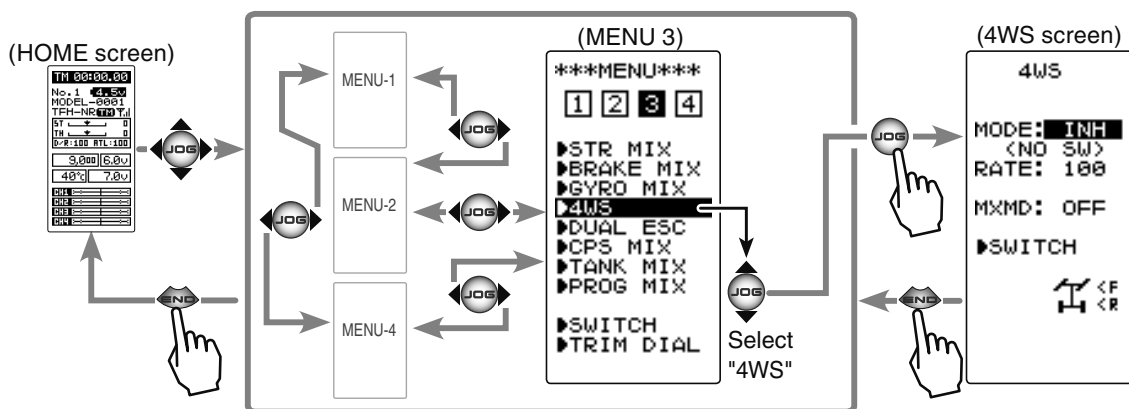 (HOME screen)
TM 00:00.00
No.1 4.5v
MODEL-0001
TFH-NR TM
ST 0
TH 0
D/R:100 ATL:100
9,000 6.0v
40°c 7.0v
CH1
CH2
CH3
CH4
JOG
END
MENU-1
MENU-2
MENU-4
JOG
JOG
JOG
JOG
(MENU 3)
***MENU***
1 2 3 4
STR MIX
BRAKE MIX
GYRO MIX
4WS
DUAL ESC
CPS MIX
TANK MIX
PROG MIX
SWITCH
TRIM DIAL
JOG
Select
"4WS"
JOG
END
(4WS screen)
4WS
MODE: INH
<NO SW>
RATE: 100
MXMD: OFF
SWITCH
<F
<R